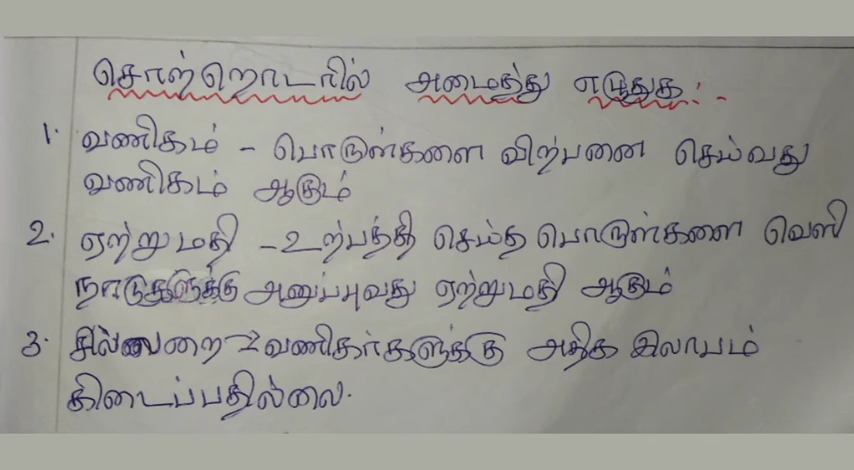 சொற்றொடரில் அமைத்து எழுதுக:-
1. வணிகம் - பொருள்களை விற்பனை செய்வது
வணிகம் ஆகும்
2. ஏற்றுமதி - உற்பத்தி செய்த பொருள்களை வெளி
நாடுகளுக்கு அனுப்புவது ஏற்றுமதி ஆகும்
3. சில்லறை - வணிகர்களுக்கு அதிக இலாபம்
கிடைப்பதில்லை.